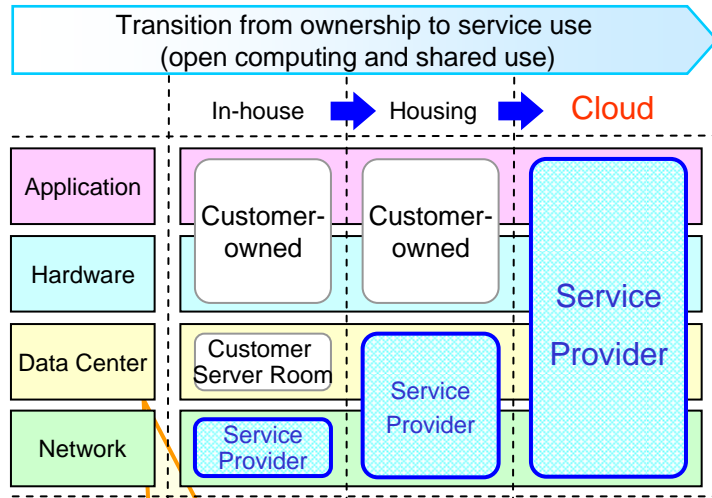 Transition from ownership to service use
(open computing and shared use)
In-house
Housing
Cloud
Application
Customer-
owned
Customer-
owned
Hardware
Service
Provider
Data Center
Customer
Server Room
Service
Provider
Network
Service
Provider